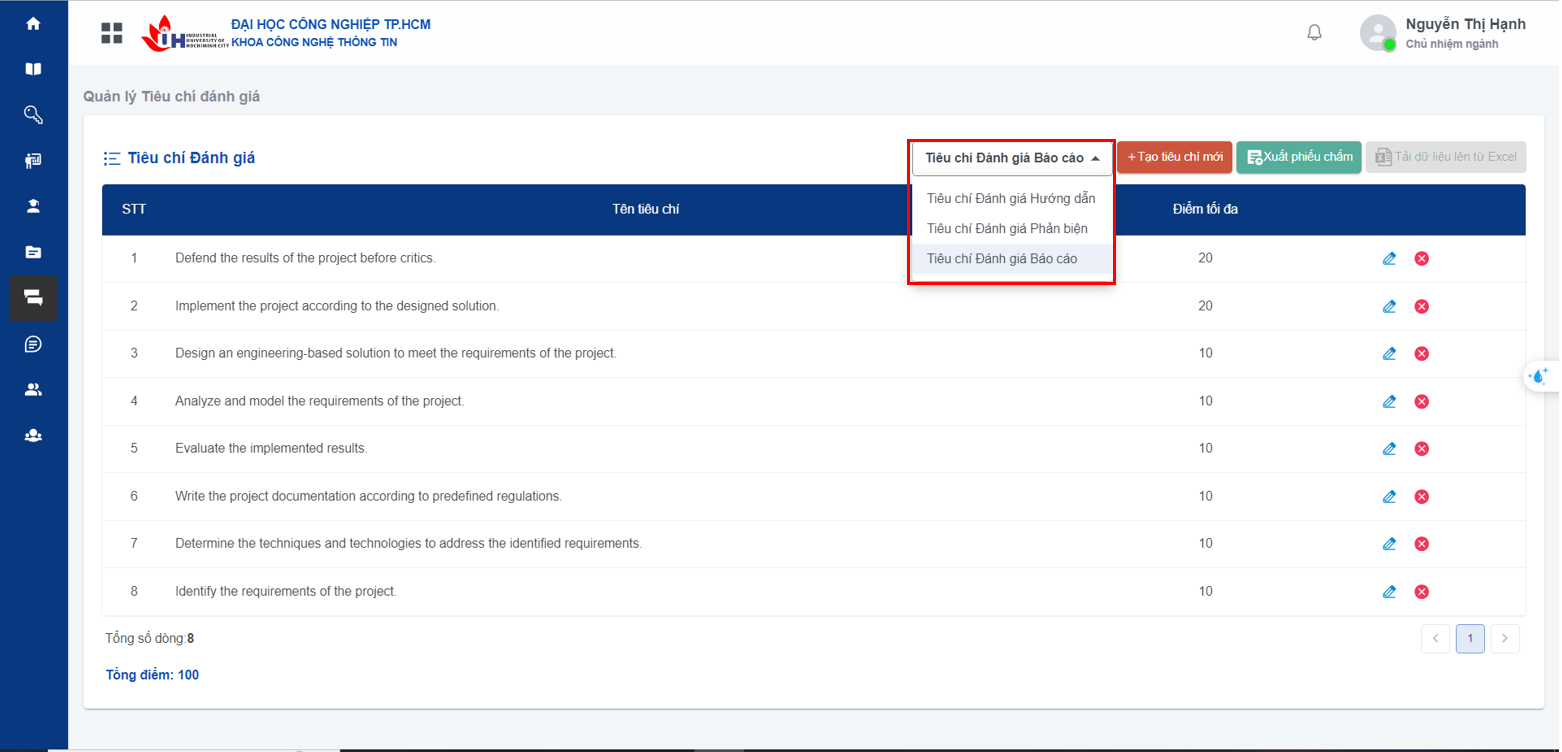 ĐẠI HỌC CÔNG NGHIỆP TP.HCM
INDUSTRIAL
UNIVERSITY OF
HOCHIMINH CITY
KHOA CÔNG NGHỆ THÔNG TIN
Nguyễn Thị Hạnh
Chủ nhiệm ngành
Quản lý Tiêu chí đánh giá
Tiêu chí Đánh giá
Tiêu chí Đánh giá Báo cáo
+Tạo tiêu chí mới
Xuất phiếu chấm
Tải dữ liệu lên từ Excel
Tiêu chí Đánh giá Hướng dẫn
Tiêu chí Đánh giá Phản biện
Tiêu chí Đánh giá Báo cáo
STT Tên tiêu chí Điểm tối đa
1 Defend the results of the project before critics. 20
2 Implement the project according to the designed solution. 20
3 Design an engineering-based solution to meet the requirements of the project. 10
4 Analyze and model the requirements of the project. 10
5 Evaluate the implemented results. 10
6 Write the project documentation according to predefined regulations. 10
7 Determine the techniques and technologies to address the identified requirements. 10
8 Identify the requirements of the project. 10
Tổng số dòng:8
1
Tổng điểm: 100